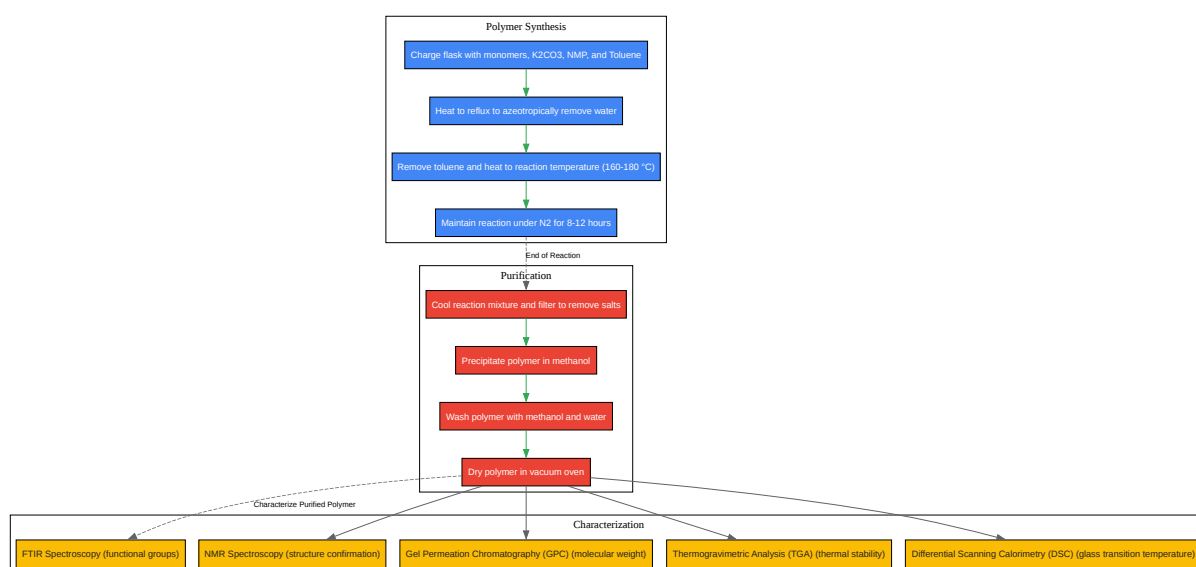 Polymer Synthesis
Charge flask with monomers, K2CO3, NMP, and Toluene
Heat to reflux to azeotropically remove water
Remove toluene and heat to reaction temperature (160-180 °C)
Maintain reaction under N2 for 8-12 hours
End of Reaction
Purification
Cool reaction mixture and filter to remove salts
Precipitate polymer in methanol
Wash polymer with methanol and water
Dry polymer in vacuum oven
Characterize Purified Polymer
Characterization
FTIR Spectroscopy (functional groups)
NMR Spectroscopy (structure confirmation)
Gel Permeation Chromatography (GPC) (molecular weight)
Thermogravimetric Analysis (TGA) (thermal stability)
Differential Scanning Calorimetry (DSC) (glass transition temperature)